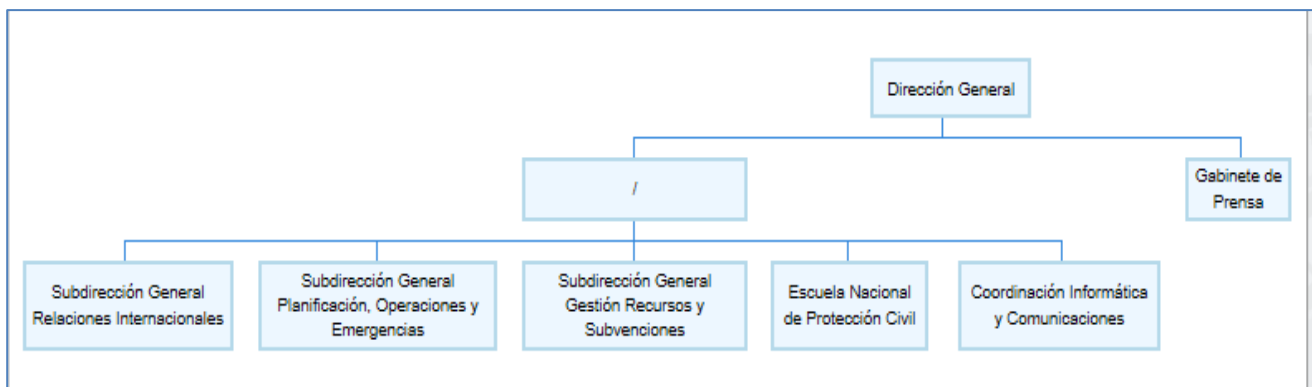 Dirección General
/
Gabinete de
Prensa
Subdirección General
Relaciones Internacionales
Subdirección General
Planificación, Operaciones y
Emergencias
Subdirección General
Gestión Recursos y
Subvenciones
Escuela Nacional
de Protección Civil
Coordinación Informática
y Comunicaciones